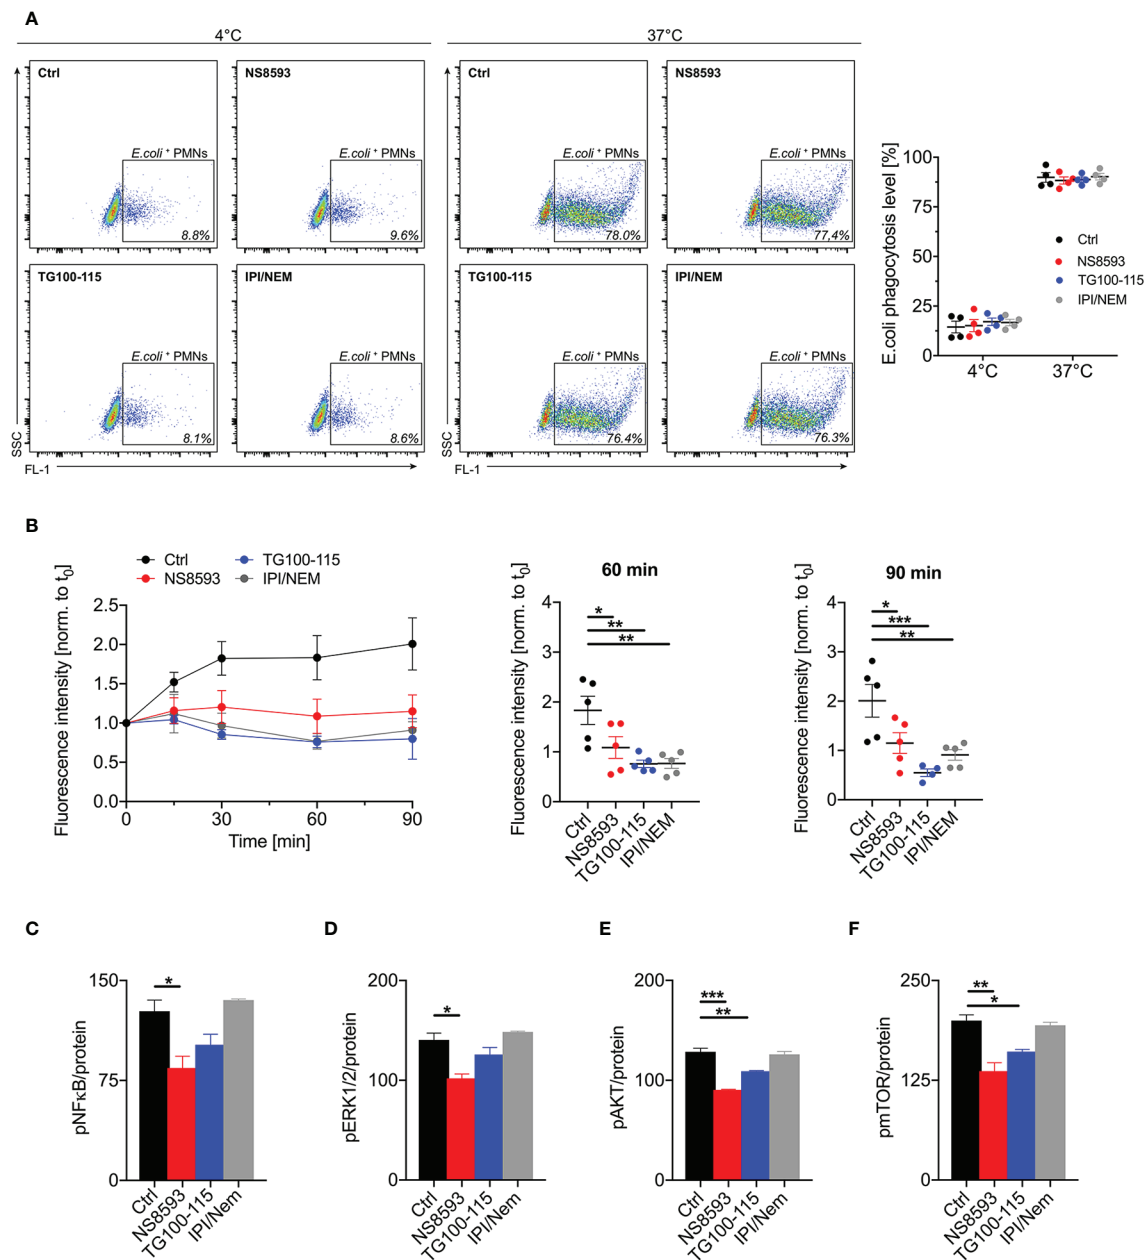 A
4°C
37°C
Ctrl
NS8593
Ctrl
NS8593
E.coli + PMNs
E.coli + PMNs
E.coli + PMNs
E.coli + PMNs
8.8%
9.6%
78.0%
77,4%
TG100-115
IPI/NEM
TG100-115
IPI/NEM
E.coli + PMNs
E.coli + PMNs
E.coli + PMNs
E.coli + PMNs
8.1%
8.6%
76.4%
76.3%
SSC
FL-1
SSC
FL-1
E.coli phagocytosis level [%]
100
75
50
25
0
4°C
37°C
Ctrl
NS8593
TG100-115
IPI/NEM
B
Ctrl
NS8593
TG100-115
IPI/NEM
Fluorescence intensity [norm. to t0]
2.5
2.0
1.5
1.0
0.5
0.0
0
30
60
90
Time [min]
60 min
Fluorescence intensity [norm. to t0]
4
3
2
1
0
*
**
**
Ctrl
NS8593
TG100-115
IPI/NEM
90 min
Fluorescence intensity [norm. to t0]
4
3
2
1
0
*
***
**
Ctrl
NS8593
TG100-115
IPI/NEM
C
pNFκB/protein
150
75
0
*
Ctrl
NS8593
TG100-115
IPI/Nem
D
pERK1/2/protein
200
100
0
*
Ctrl
NS8593
TG100-115
IPI/Nem
E
pAKT/protein
200
100
0
***
**
Ctrl
NS8593
TG100-115
IPI/Nem
F
pmTOR/protein
250
125
0
**
*
Ctrl
NS8593
TG100-115
IPI/Nem